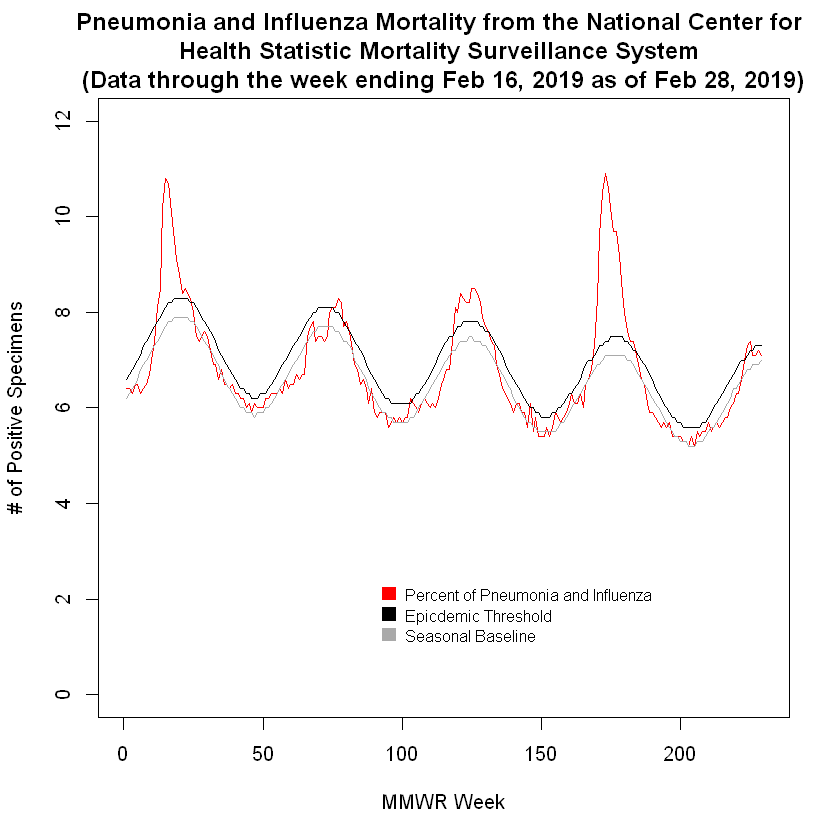 Pneumonia and Influenza Mortality from the National Center for
Health Statistic Mortality Surveillance System
(Data through the week ending Feb 16, 2019 as of Feb 28, 2019)
# of Positive Specimens
12
10
8
6
4
2
0
Percent of Pneumonia and Influenza
Epicdemic Threshold
Seasonal Baseline
0 50 100 150 200
MMWR Week